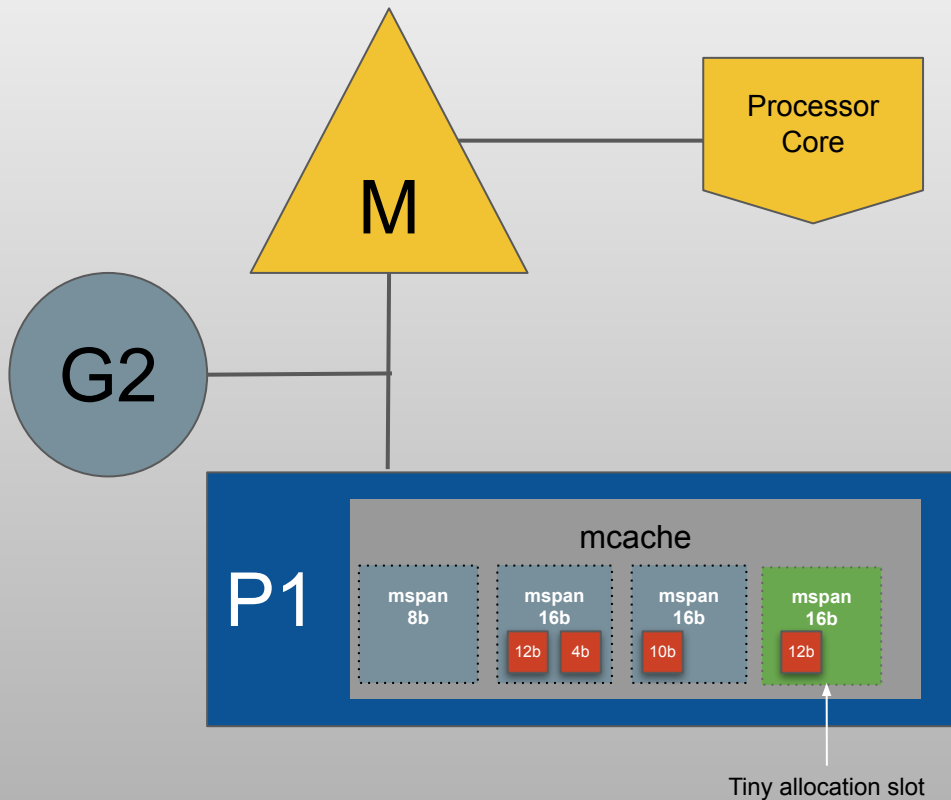 Processor
Core
M
G2
mcache
P1
mspan
8b
mspan
16b
12b
4b
mspan
16b
10b
mspan
16b
12b
Tiny allocation slot